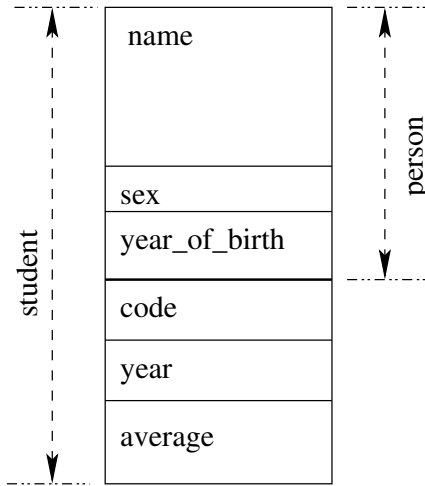 name
sex
year_of_birth
code
year
average
student
person